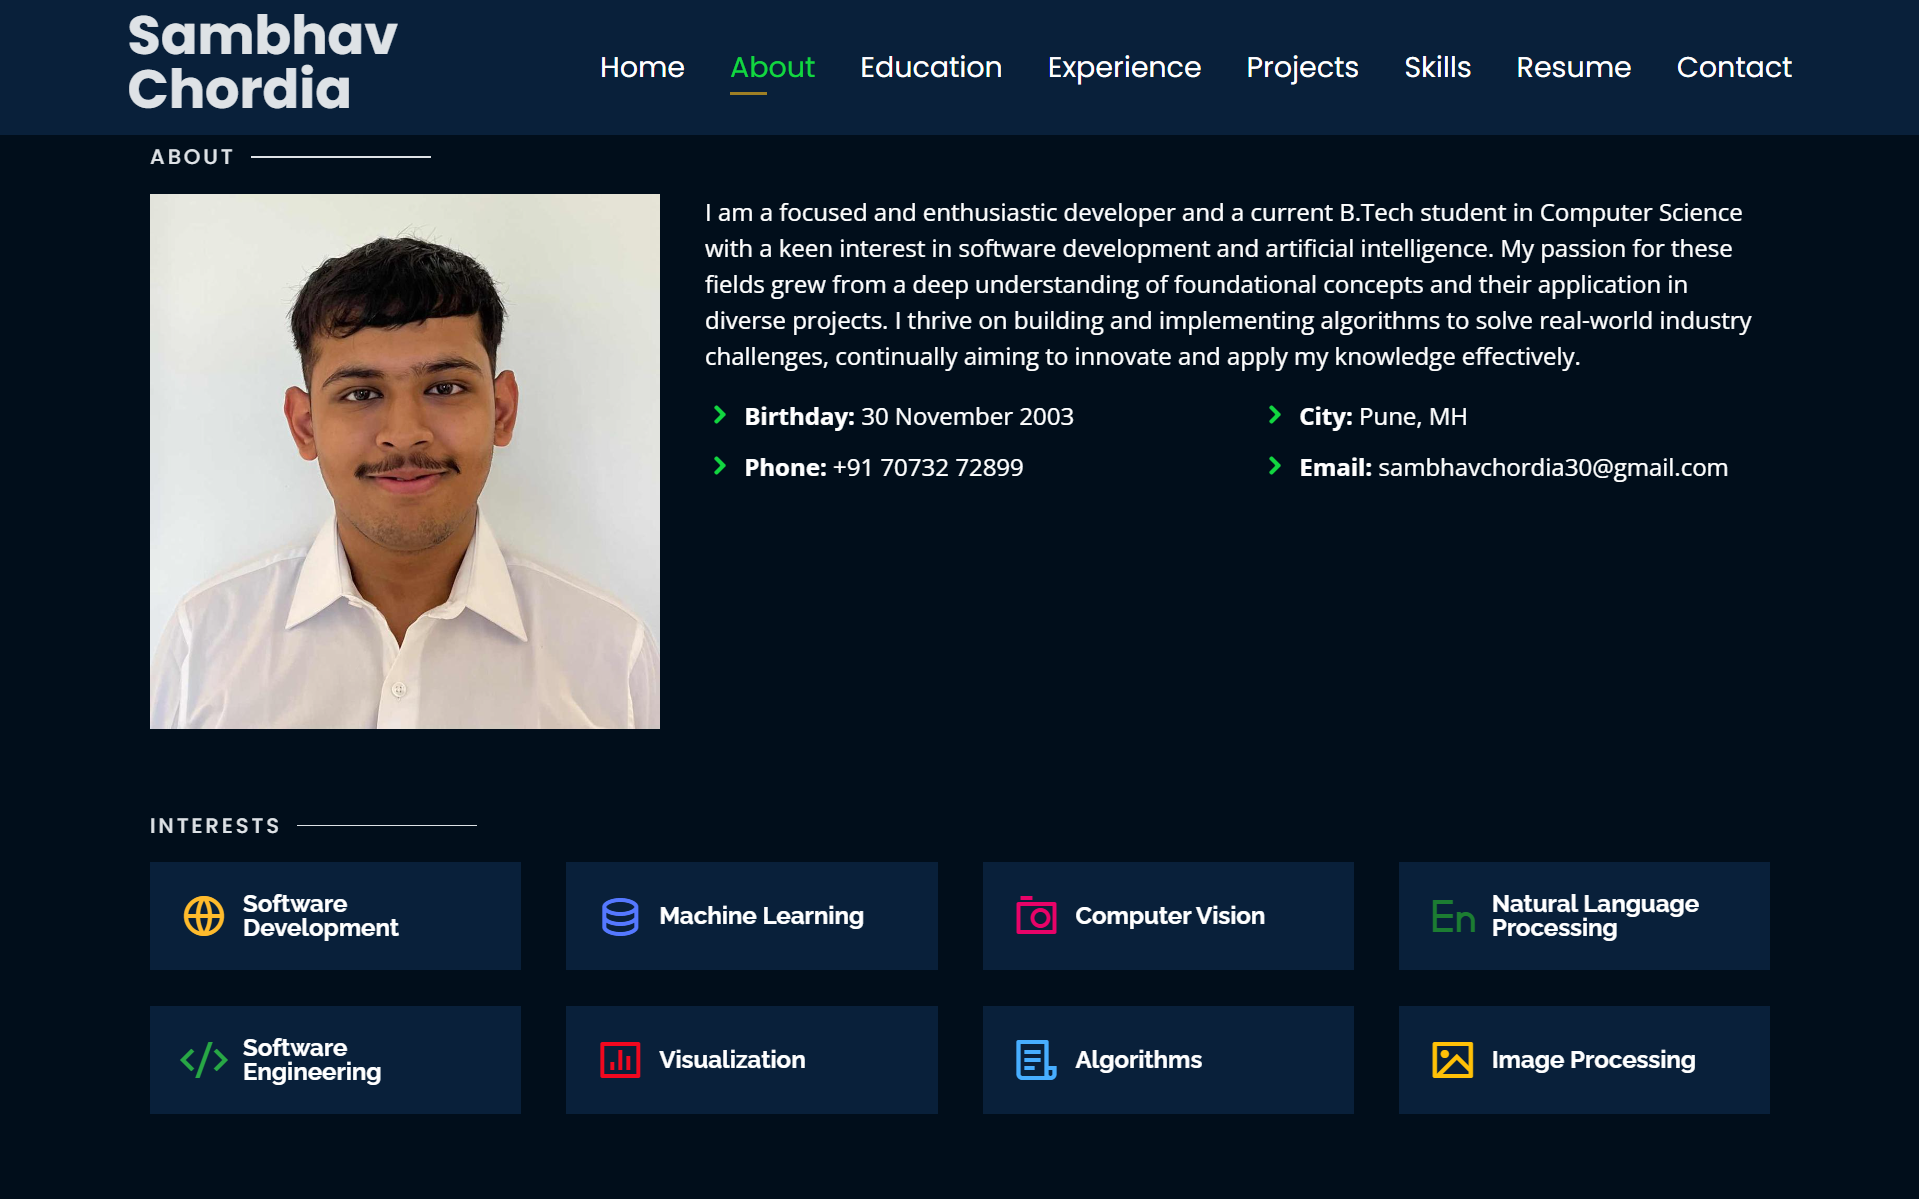 Sambhav
Chordia
Home About Education Experience Projects Skills Resume Contact
ABOUT
I am a focused and enthusiastic developer and a current B.Tech student in Computer Science
with a keen interest in software development and artificial intelligence. My passion for these
fields grew from a deep understanding of foundational concepts and their application in
diverse projects. I thrive on building and implementing algorithms to solve real-world industry
challenges, continually aiming to innovate and apply my knowledge effectively.
Birthday: 30 November 2003
City: Pune, MH
Phone: +91 70732 72899
Email: sambhavchordia30@gmail.com
INTERESTS
Software
Development
Machine Learning
Computer Vision
En
Natural Language
Processing
Software
Engineering
Visualization
Algorithms
Image Processing